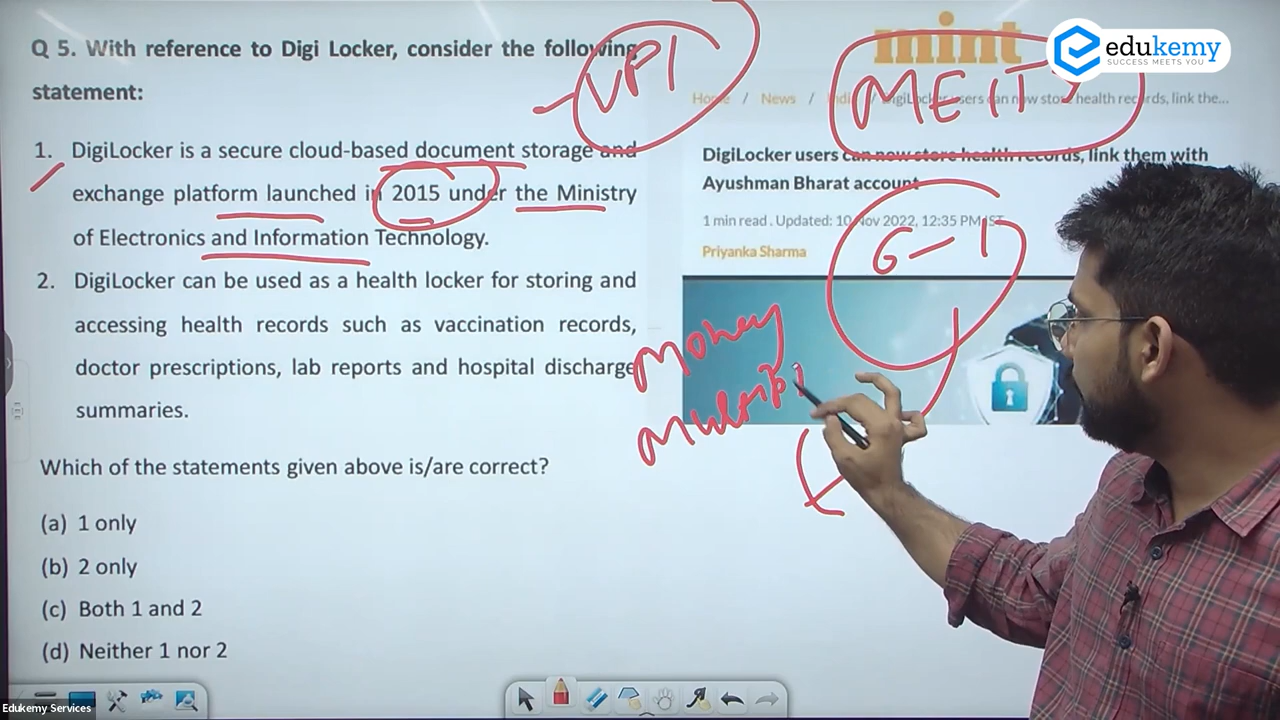 Q 5. With reference to Digi Locker, consider the following
statement:
1. DigiLocker is a secure cloud-based document storage and
exchange platform launched in 2015 under the Ministry
of Electronics and Information Technology.
2. DigiLocker can be used as a health locker for storing and
accessing health records such as vaccination records,
doctor prescriptions, lab reports and hospital discharge
summaries.
Which of the statements given above is/are correct?
(a) 1 only
(b) 2 only
(c) Both 1 and 2
(d) Neither 1 nor 2
UPI
mint
MEIT
edukemy
SUCCESS MEETS YOU
Home / News / India / DigiLocker users can now store health records, link the...
DigiLocker users can now store health records, link them with
Ayushman Bharat account
1 min read . Updated: 10 Nov 2022, 12:35 PM IST
Priyanka Sharma
G-1
Money
Multipl
Edukemy Services